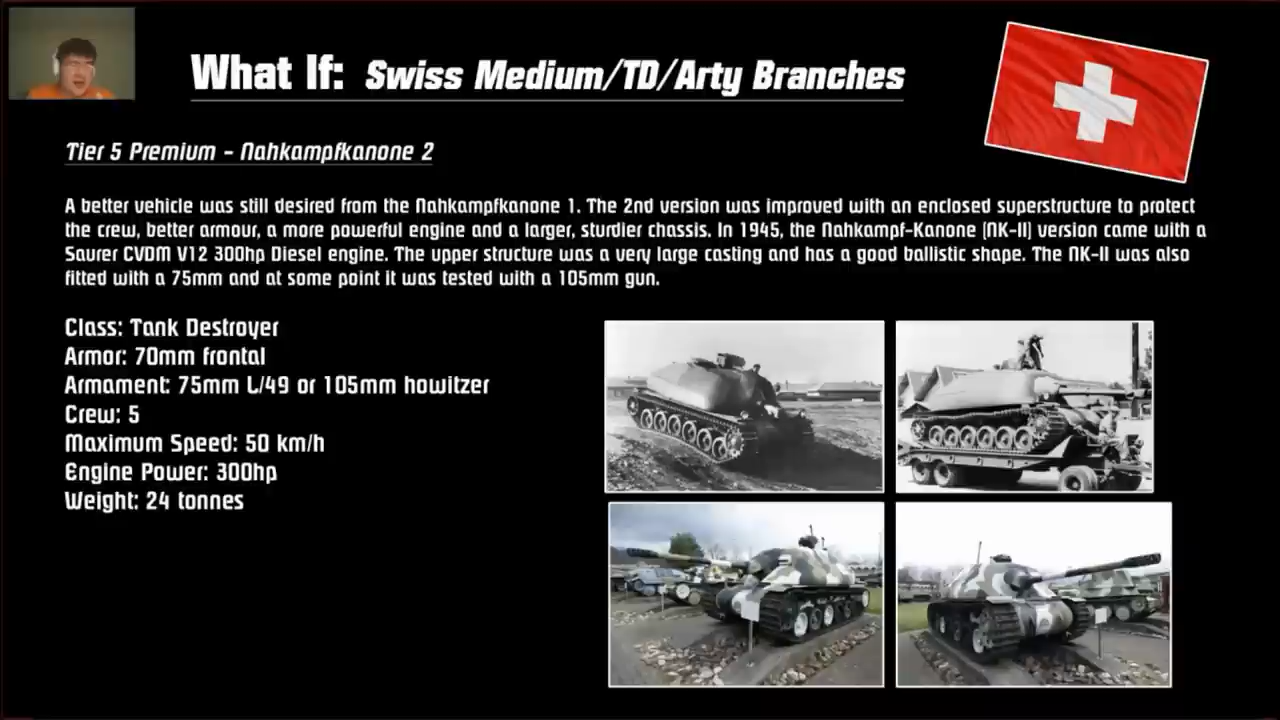 What If: Swiss Medium/TD/Arty Branches
Tier 5 Premium - Nahkampfkanone 2
A better vehicle was still desired from the Nahkampfkanone 1. The 2nd version was improved with an enclosed superstructure to protect
the crew, better armour, a more powerful engine and a larger, sturdier chassis. In 1945, the Nahkampf-Kanone (NK-II) version came with a
Saurer CVDM V12 300hp Diesel engine. The upper structure was a very large casting and has a good ballistic shape. The NK-II was also
fitted with a 75mm and at some point it was tested with a 105mm gun.
Class: Tank Destroyer
Armor: 70mm frontal
Armament: 75mm L/49 or 105mm howitzer
Crew: 5
Maximum Speed: 50 km/h
Engine Power: 300hp
Weight: 24 tonnes